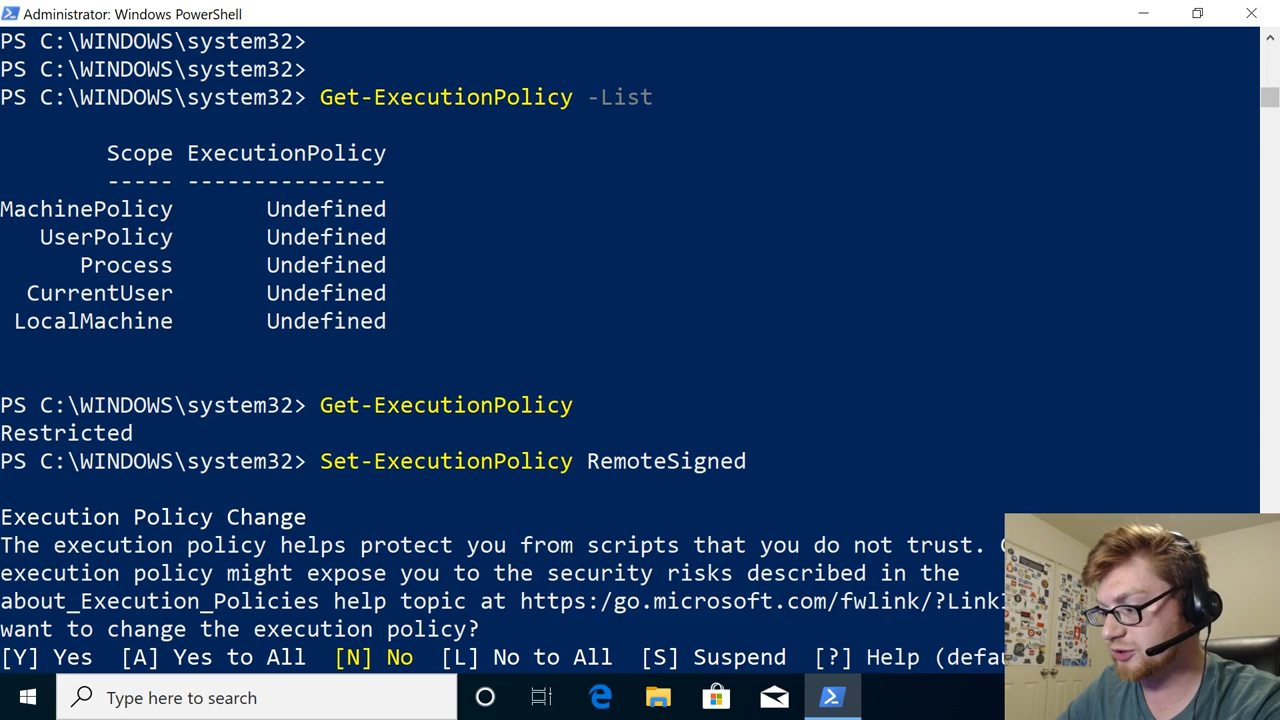 Administrator: Windows PowerShell
PS C:\WINDOWS\system32>
PS C:\WINDOWS\system32>
PS C:\WINDOWS\system32> Get-ExecutionPolicy -List
Scope ExecutionPolicy
----- ---------------
MachinePolicy Undefined
UserPolicy Undefined
Process Undefined
CurrentUser Undefined
LocalMachine Undefined
PS C:\WINDOWS\system32> Get-ExecutionPolicy
Restricted
PS C:\WINDOWS\system32> Set-ExecutionPolicy RemoteSigned
Execution Policy Change
The execution policy helps protect you from scripts that you do not trust.
execution policy might expose you to the security risks described in the
about_Execution_Policies help topic at https:/go.microsoft.com/fwlink/?Link
want to change the execution policy?
[Y] Yes [A] Yes to All [N] No [L] No to All [S] Suspend [?] Help (defau
Type here to search